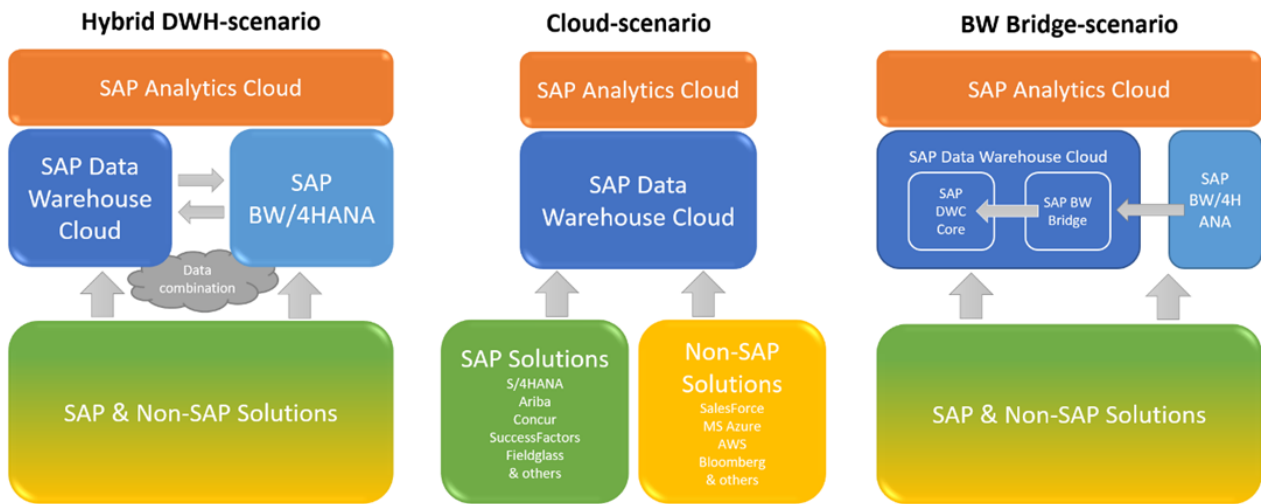 Hybrid DWH-scenario
SAP Analytics Cloud
SAP Data
Warehouse
Cloud
SAP
BW/4HANA
Data
combination
SAP & Non-SAP Solutions
Cloud-scenario
SAP Analytics Cloud
SAP Data
Warehouse Cloud
SAP Solutions
S/4HANA
Ariba
Concur
SuccessFactors
Fieldglass
& others
Non-SAP
Solutions
SalesForce
MS Azure
AWS
Bloomberg
& others
BW Bridge-scenario
SAP Analytics Cloud
SAP Data Warehouse Cloud
SAP
DWC
Core
SAP BW
Bridge
SAP
BW/4H
ANA
SAP & Non-SAP Solutions